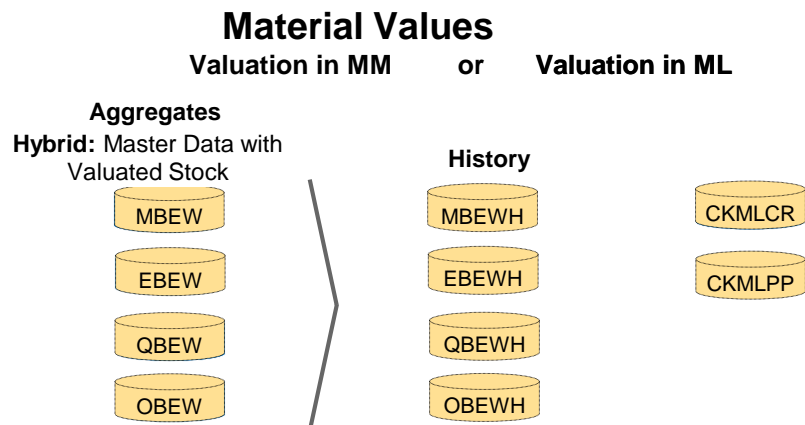 Material Values
Valuation in MM or Valuation in ML
Aggregates
Hybrid: Master Data with
Valuated Stock
History
MBEW MBEWH CKMLCR
EBEW EBEWH CKMLPP
QBEW QBEWH
OBEW OBEWH